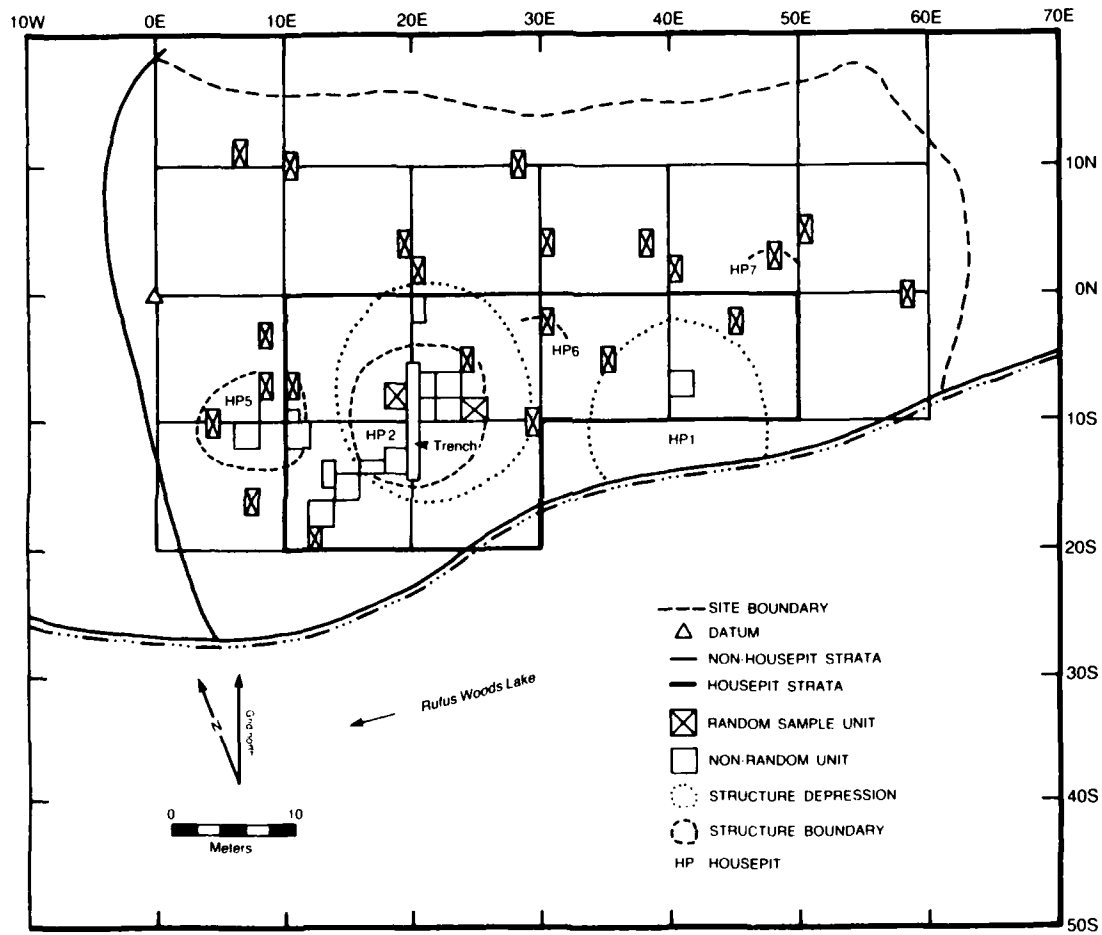 10W 0E 10E 20E 30E 40E 50E 60E 70E
10N
0N
HP7
HP6
HP5
10S
HP2
Trench
HP1
20S
SITE BOUNDARY
DATUM
NON-HOUSEPIT STRATA
30S
HOUSEPIT STRATA
Rufus Woods Lake
N
Grid north
RANDOM SAMPLE UNIT
NON-RANDOM UNIT
STRUCTURE DEPRESSION
40S
0 10
Meters
STRUCTURE BOUNDARY
HP HOUSEPIT
50S